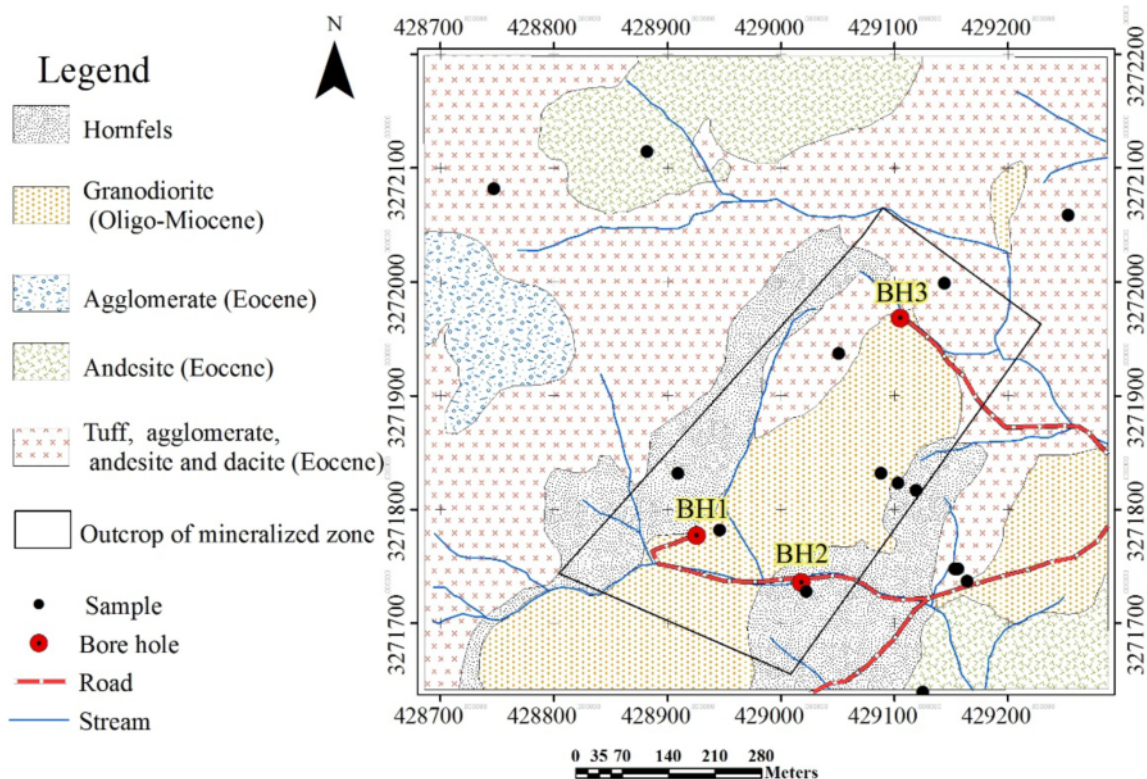 N
Legend
Hornfels
Granodiorite
(Oligo-Miocene)
Agglomerate (Eocene)
Andesite (Eocene)
Tuff, agglomerate,
andesite and dacite (Eocene)
Outcrop of mineralized zone
Sample
Bore hole
Road
Stream
428700 428800 428900 429000 429100 429200
3272200
3272100
3272000
3271900
3271800
3271700
3272200
3272100
3272000
3271900
3271800
3271700
BH3
BH1
BH2
428700 428800 428900 429000 429100 429200
0 35 70 140 210 280
Meters